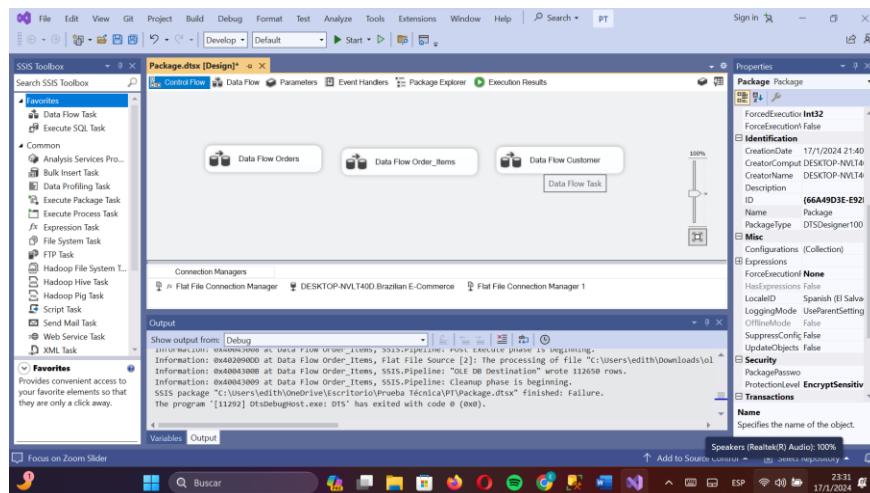 File Edit View Git Project Build Debug Format Test Analyze Tools Extensions Window Help Search PT Sign in
Develop Default Start
SSIS Toolbox
Search SSIS Toolbox
Favorites
Data Flow Task
Execute SQL Task
Common
Analysis Services Pro...
Bulk Insert Task
Data Profiling Task
Execute Package Task
Execute Process Task
Expression Task
File System Task
FTP Task
Hadoop File System T...
Hadoop Hive Task
Hadoop Pig Task
Script Task
Send Mail Task
Web Service Task
XML Task
Favorites
Provides convenient access to
your favorite elements so that
they are only a click away.
Package.dtsx [Design]*
Control Flow Data Flow Parameters Event Handlers Package Explorer Execution Results
Data Flow Orders
Data Flow Order_Items
Data Flow Customer
Data Flow Task
100%
Connection Managers
Flat File Connection Manager DESKTOP-NVLT40D.Brazilian E-Commerce Flat File Connection Manager 1
Output
Show output from: Debug
Information: 0x40043008 at Data Flow Order_Items, SSIS.Pipeline: Post Execute phase is beginning.
Information: 0x402090DD at Data Flow Order_Items, Flat File Source [2]: The processing of file "C:\Users\edith\Downloads\ol
Information: 0x4004300B at Data Flow Order_Items, SSIS.Pipeline: "OLE DB Destination" wrote 112650 rows.
Information: 0x40043009 at Data Flow Order_Items, SSIS.Pipeline: Cleanup phase is beginning.
SSIS package "C:\Users\edith\OneDrive\Escritorio\Prueba Técnica\PT\Package.dtsx" finished: Failure.
The program '[11292] DtsDebugHost.exe: DTS' has exited with code 0 (0x0).
Variables Output
Properties
Package Package
ForcedExecution Int32
ForceExecution\ False
Identification
CreationDate 17/1/2024 21:40
CreatorComput DESKTOP-NVLT4
CreatorName DESKTOP-NVLT4
Description
ID {66A49D3E-E92
Name Package
PackageType DTSDesigner100
Misc
Configurations (Collection)
Expressions
ForceExecution None
HasExpressions False
LocaleID Spanish (El Salva
LoggingMode UseParentSetting
OfflineMode False
SuppressConfig False
UpdateObjects False
Security
PackagePasswo
ProtectionLevel EncryptSensitiv
Transactions
Name
Specifies the name of the object.
Speakers (Realtek(R) Audio): 100%
Focus on Zoom Slider Add to Source Control Select Repository
Buscar
ESP
23:31
17/1/2024